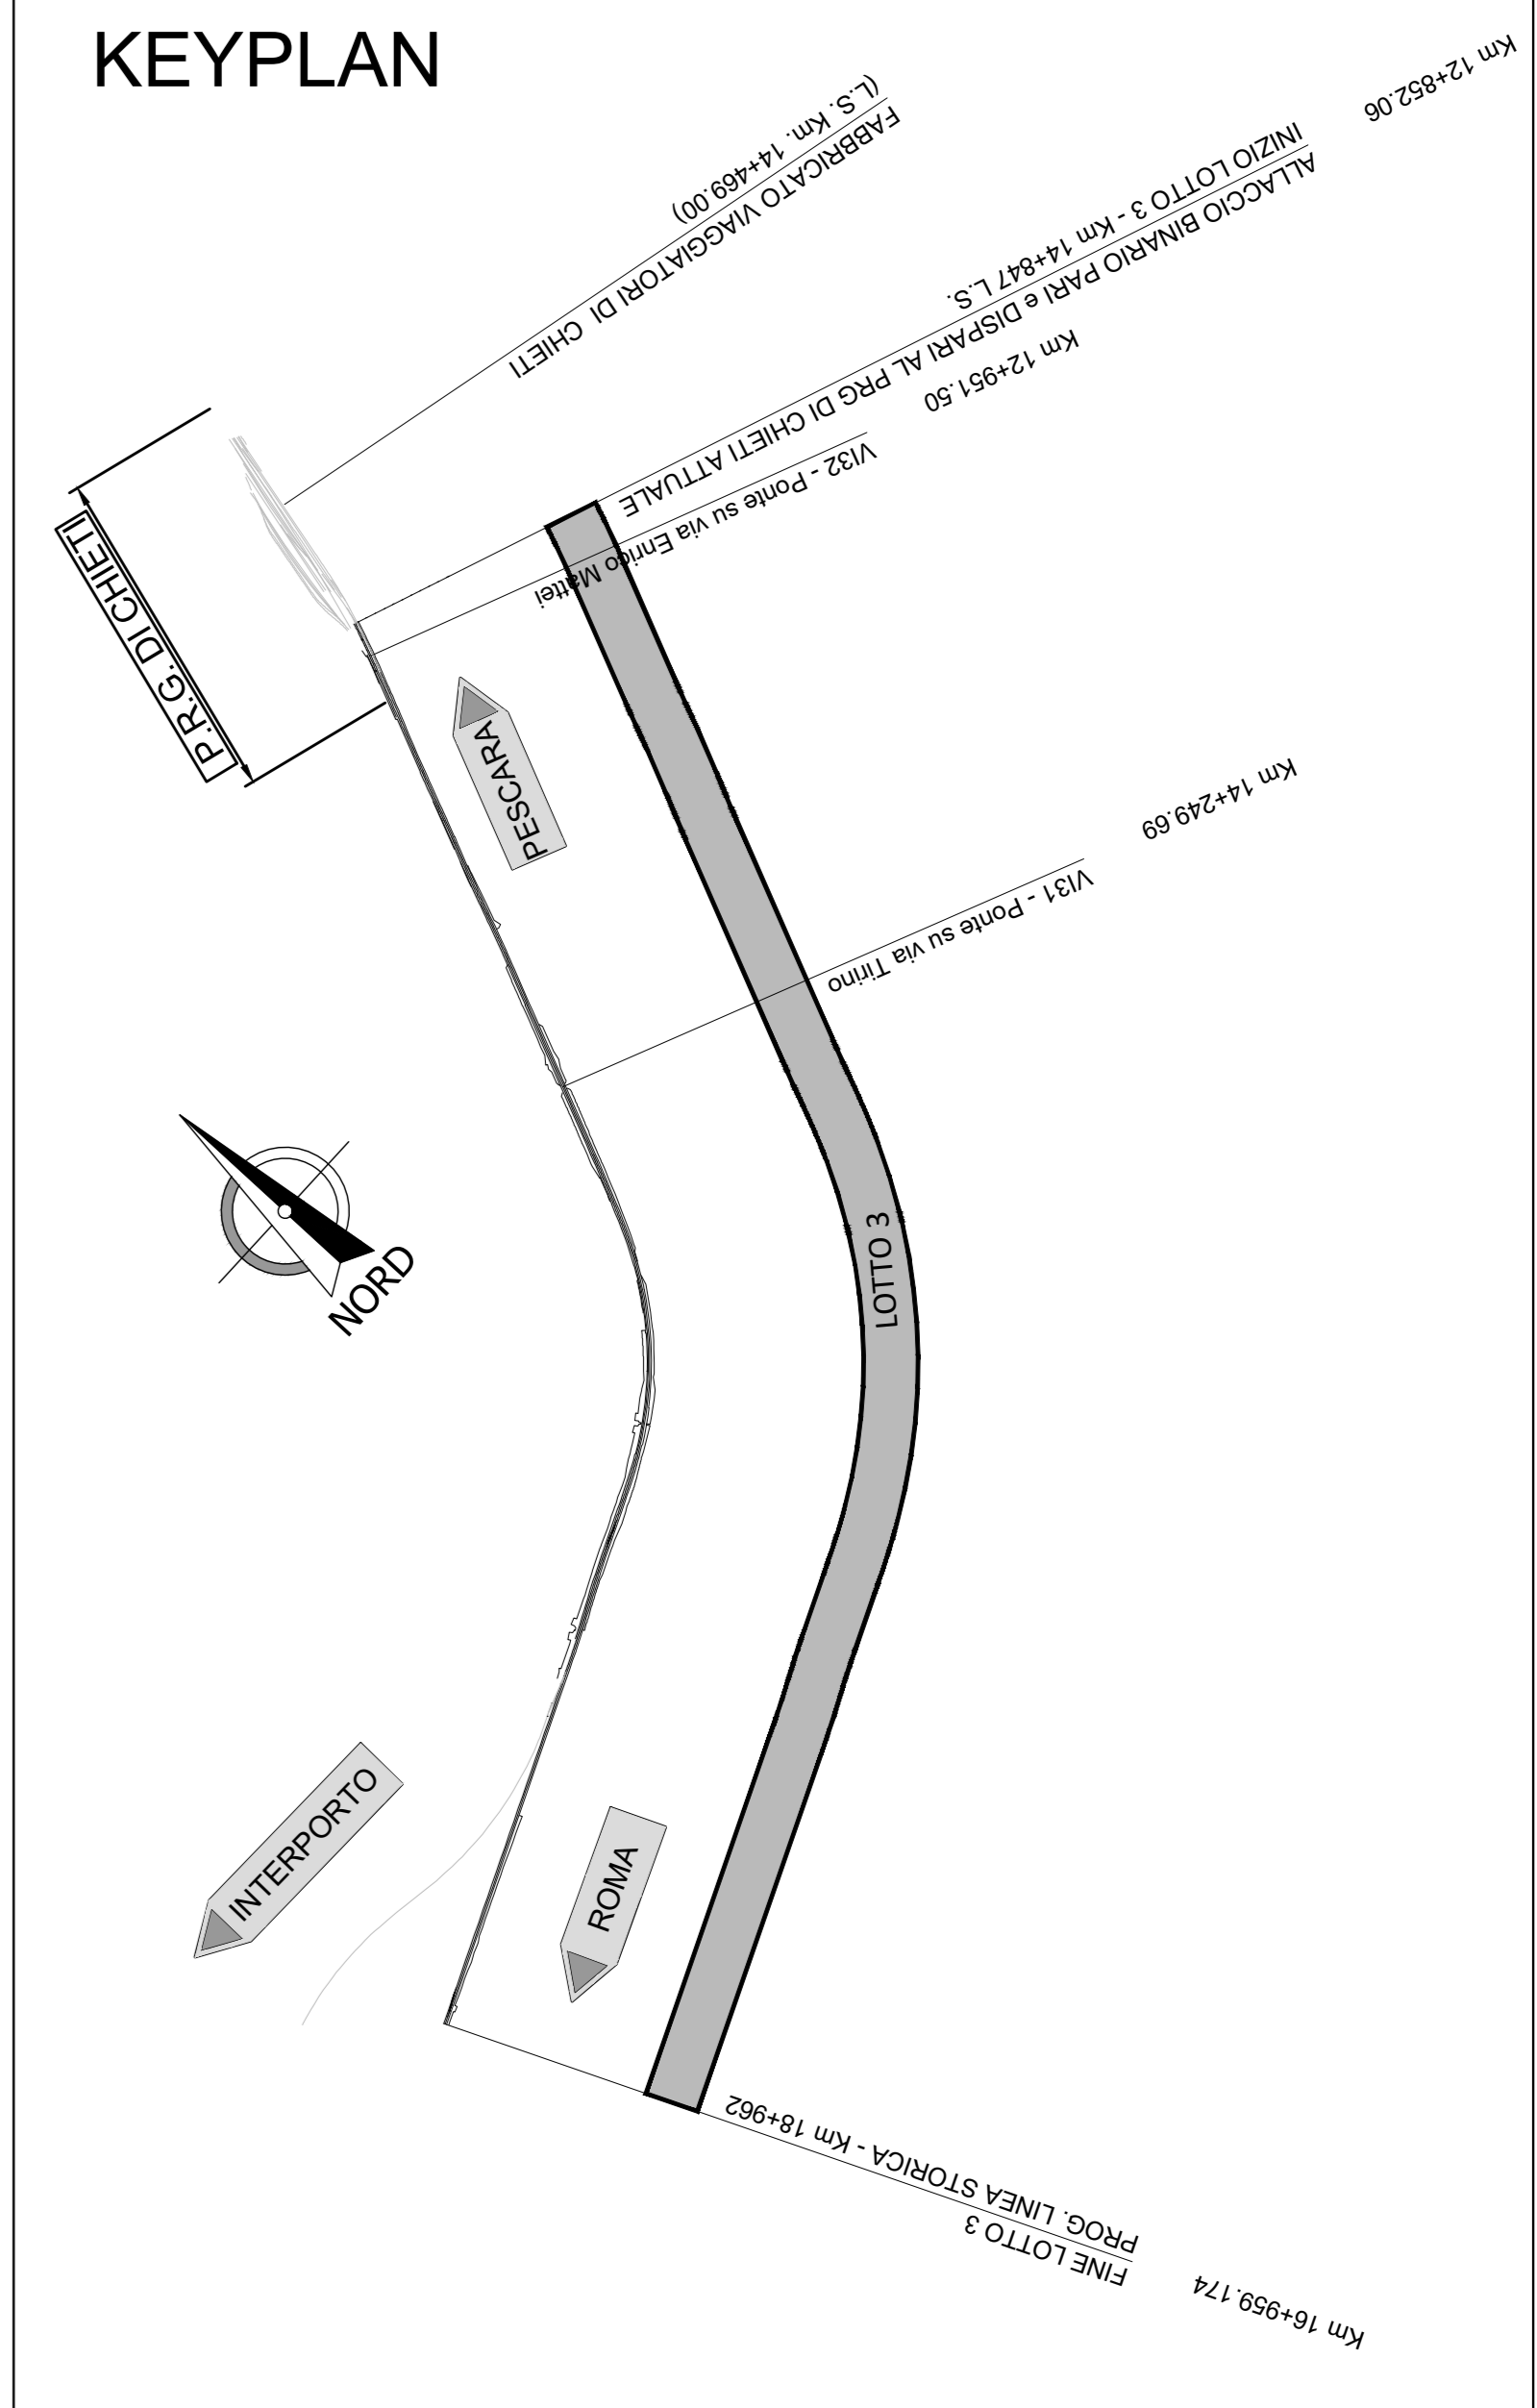 KEYPLAN
FABBRICATO VIAGGIATORI DI CHIETI
(L.S. Km. 14+469.00)
Km 12+852.06
ALLACCIO BINARIO PARI e DISPARI AL PRG DI CHIETI ATTUALE
INIZIO LOTTO 3 - Km 14+847 L.S.
Km 12+951.50
VI32 - Ponte su via Enrico Mattei
P.R.G. DI CHIETI
PESCARA
Km 14+249.69
VI31 - Ponte su via Tirino
NORD
LOTTO 3
INTERPORTO
ROMA
FINE LOTTO 3
PROG. LINEA STORICA - Km 18+962
Km 16+959.174